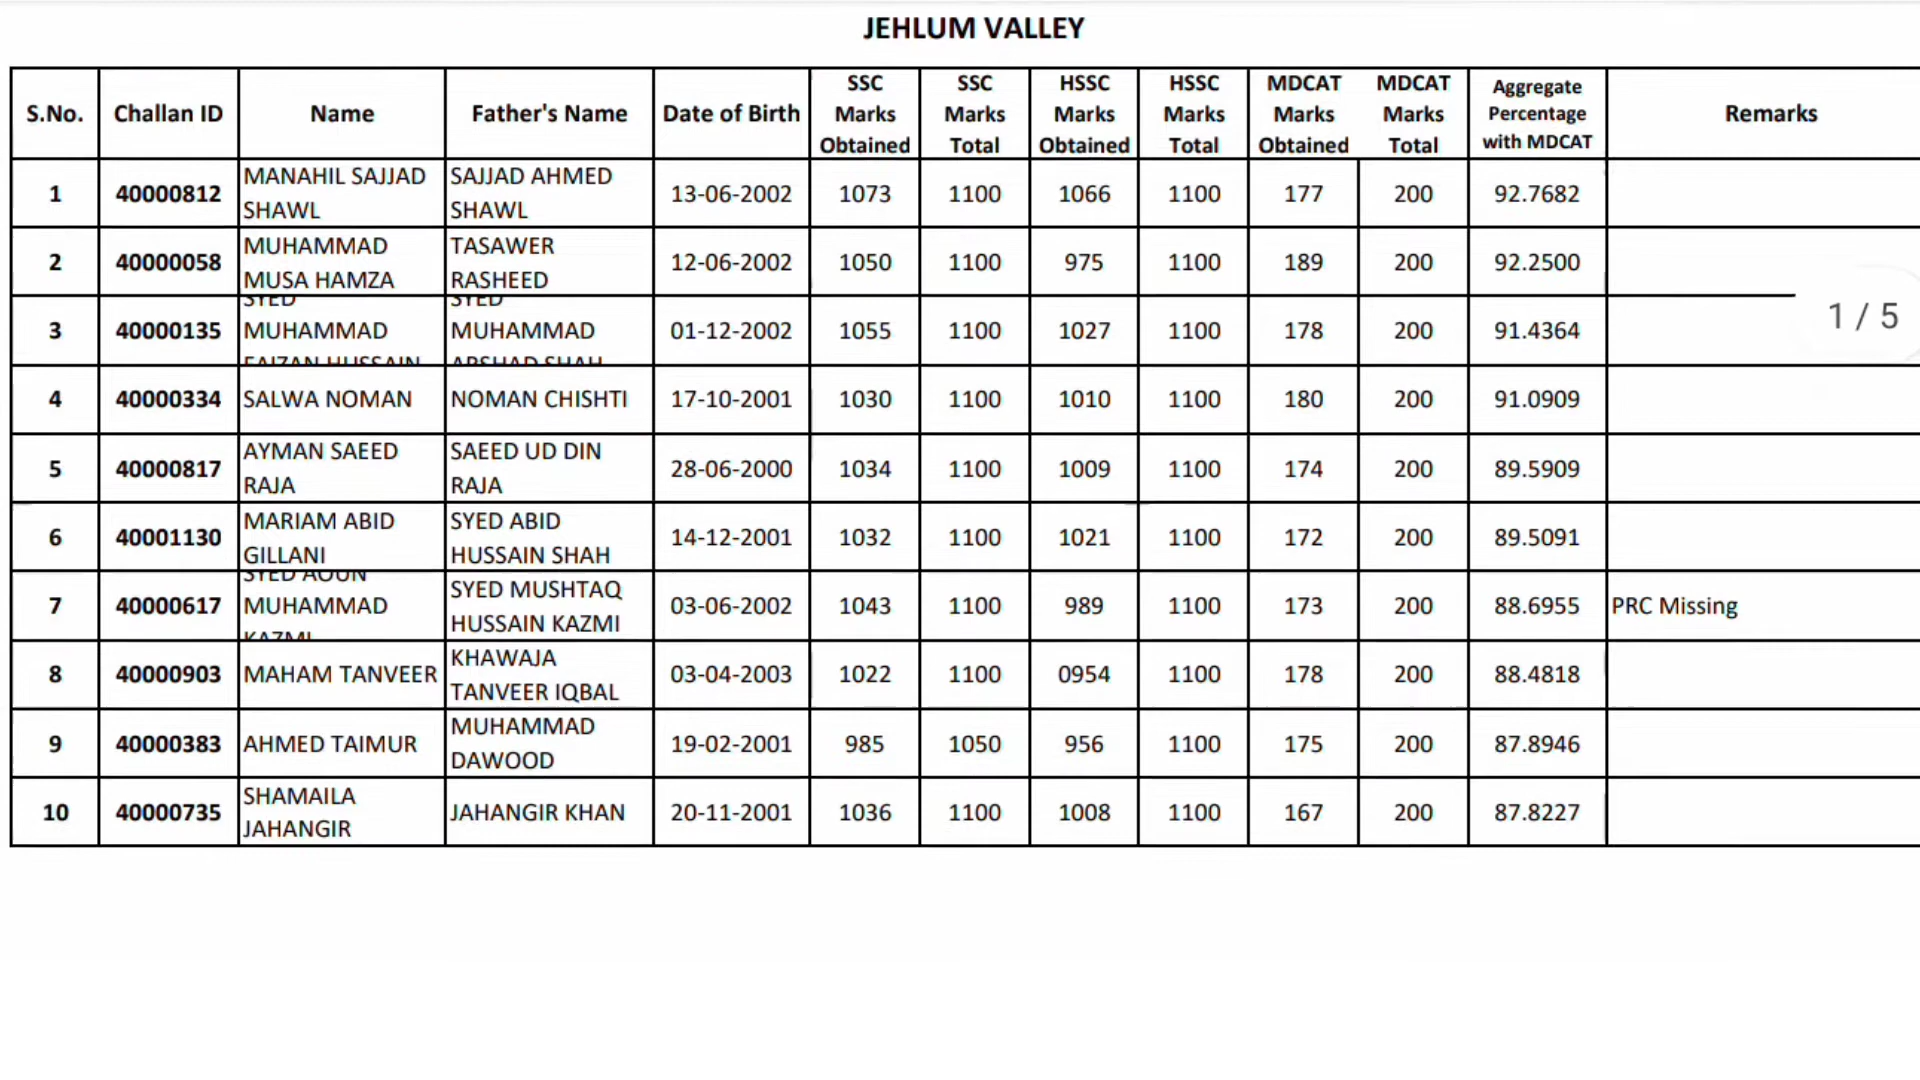 JEHLUM VALLEY
S.No. Challan ID Name Father's Name Date of Birth SSC Marks Obtained SSC Marks Total HSSC Marks Obtained HSSC Marks Total MDCAT Marks Obtained MDCAT Marks Total Aggregate Percentage with MDCAT Remarks
1 40000812 MANAHIL SAJJAD SHAWL SAJJAD AHMED SHAWL 13-06-2002 1073 1100 1066 1100 177 200 92.7682
2 40000058 MUHAMMAD MUSA HAMZA TASAWER RASHEED 12-06-2002 1050 1100 975 1100 189 200 92.2500
3 40000135 SYED MUHAMMAD FAIZAN HUSSAIN SYED MUHAMMAD ARSHAD SHAH 01-12-2002 1055 1100 1027 1100 178 200 91.4364
1 / 5
4 40000334 SALWA NOMAN NOMAN CHISHTI 17-10-2001 1030 1100 1010 1100 180 200 91.0909
5 40000817 AYMAN SAEED RAJA SAEED UD DIN RAJA 28-06-2000 1034 1100 1009 1100 174 200 89.5909
6 40001130 MARIAM ABID GILLANI SYED ABID HUSSAIN SHAH 14-12-2001 1032 1100 1021 1100 172 200 89.5091
7 40000617 SYED AOUN MUHAMMAD KAZMI SYED MUSHTAQ HUSSAIN KAZMI 03-06-2002 1043 1100 989 1100 173 200 88.6955 PRC Missing
8 40000903 MAHAM TANVEER KHAWAJA TANVEER IQBAL 03-04-2003 1022 1100 0954 1100 178 200 88.4818
9 40000383 AHMED TAIMUR MUHAMMAD DAWOOD 19-02-2001 985 1050 956 1100 175 200 87.8946
10 40000735 SHAMAILA JAHANGIR JAHANGIR KHAN 20-11-2001 1036 1100 1008 1100 167 200 87.8227